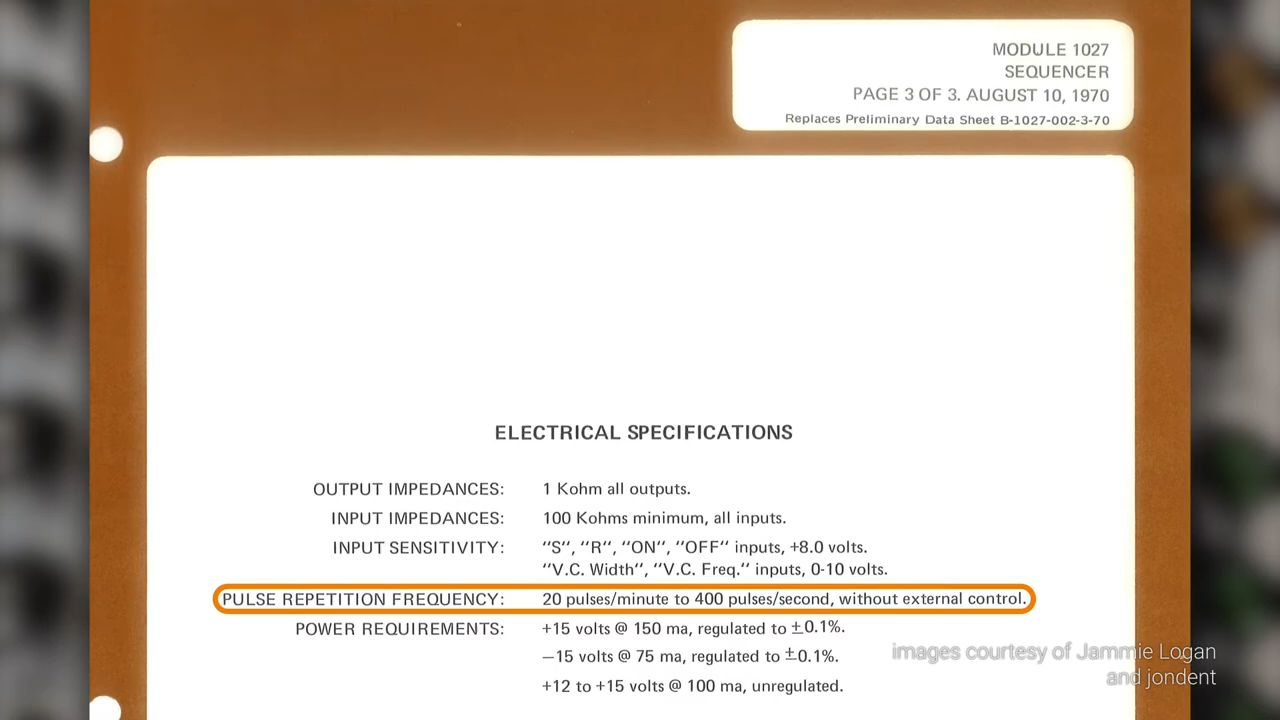 MODULE 1027
SEQUENCER
PAGE 3 OF 3. AUGUST 10, 1970
Replaces Preliminary Data Sheet B-1027-002-3-70
ELECTRICAL SPECIFICATIONS
OUTPUT IMPEDANCES: 1 Kohm all outputs.
INPUT IMPEDANCES: 100 Kohms minimum, all inputs.
INPUT SENSITIVITY: "S", "R", "ON", "OFF" inputs, +8.0 volts.
"V.C. Width", "V.C. Freq." inputs, 0-10 volts.
PULSE REPETITION FREQUENCY: 20 pulses/minute to 400 pulses/second, without external control.
POWER REQUIREMENTS: +15 volts @ 150 ma, regulated to ±0.1%.
−15 volts @ 75 ma, regulated to ±0.1%.
+12 to +15 volts @ 100 ma, unregulated.
images courtesy of Jammie Logan
and jondent